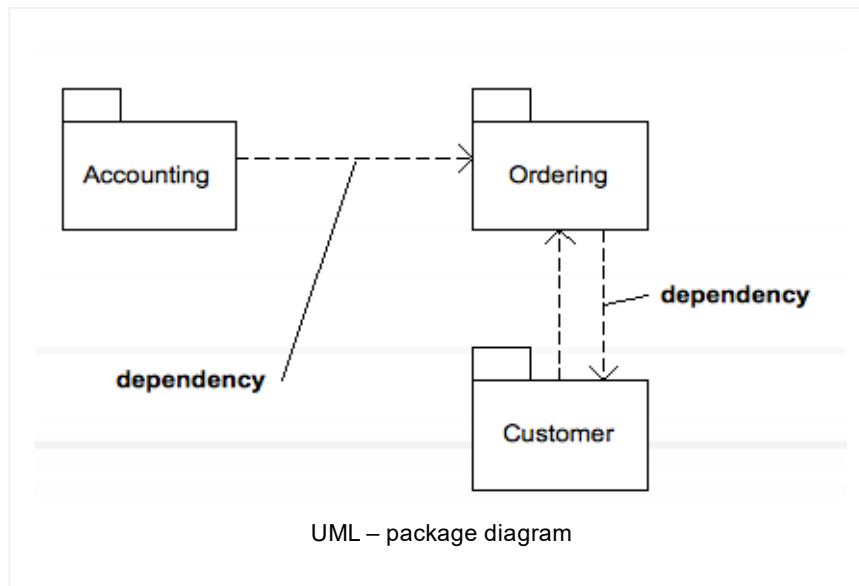 Accounting
Ordering
dependency
dependency
Customer
UML – package diagram